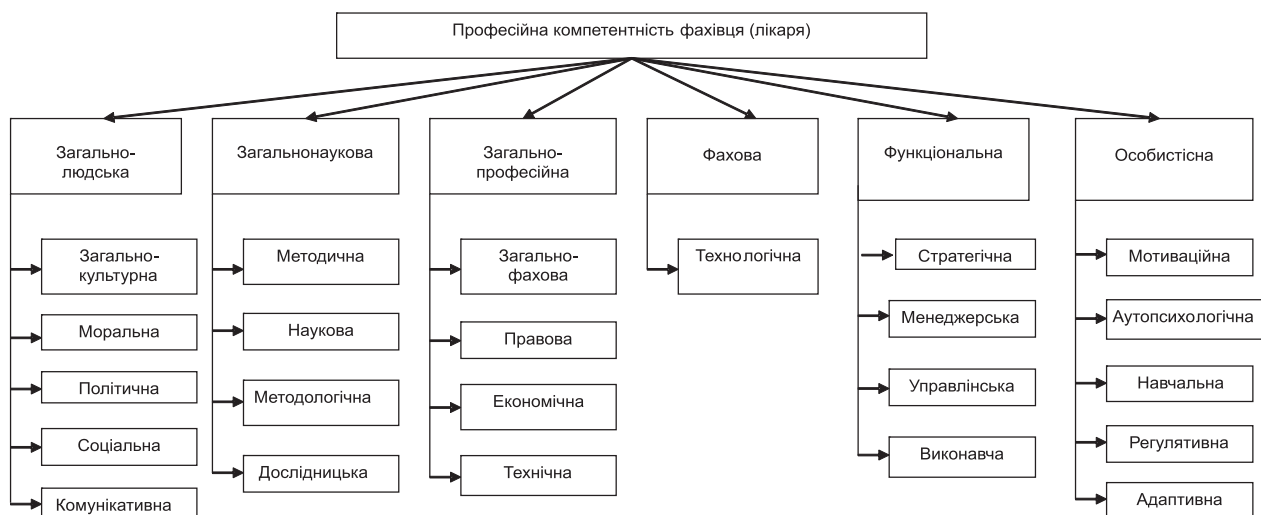 Професійна компетентність фахівця (лікаря)
Загально-
людська
Загальнонаукова
Загально-
професійна
Фахова
Функціональна
Особистісна
Загально-
культурна
Моральна
Політична
Соціальна
Комунікативна
Методична
Наукова
Методологічна
Дослідницька
Загально-
фахова
Правова
Економічна
Технічна
Технологічна
Стратегічна
Менеджерська
Управлінська
Виконавча
Мотиваційна
Аутопсихологічна
Навчальна
Регулятивна
Адаптивна